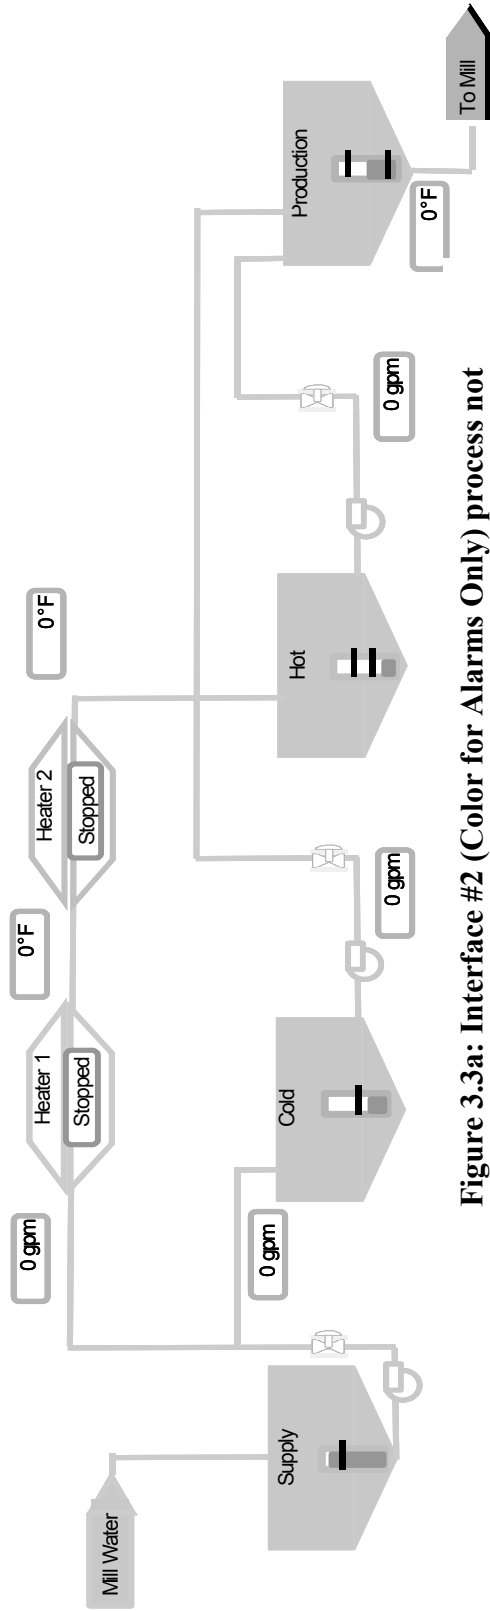 Mill Water
Supply
0 gpm
0 gpm
Heater 1
Stopped
Cold
0°F
0 gpm
Heater 2
Stopped
0°F
Hot
0 gpm
Production
0°F
To Mill
Figure 3.3a: Interface #2 (Color for Alarms Only) process not